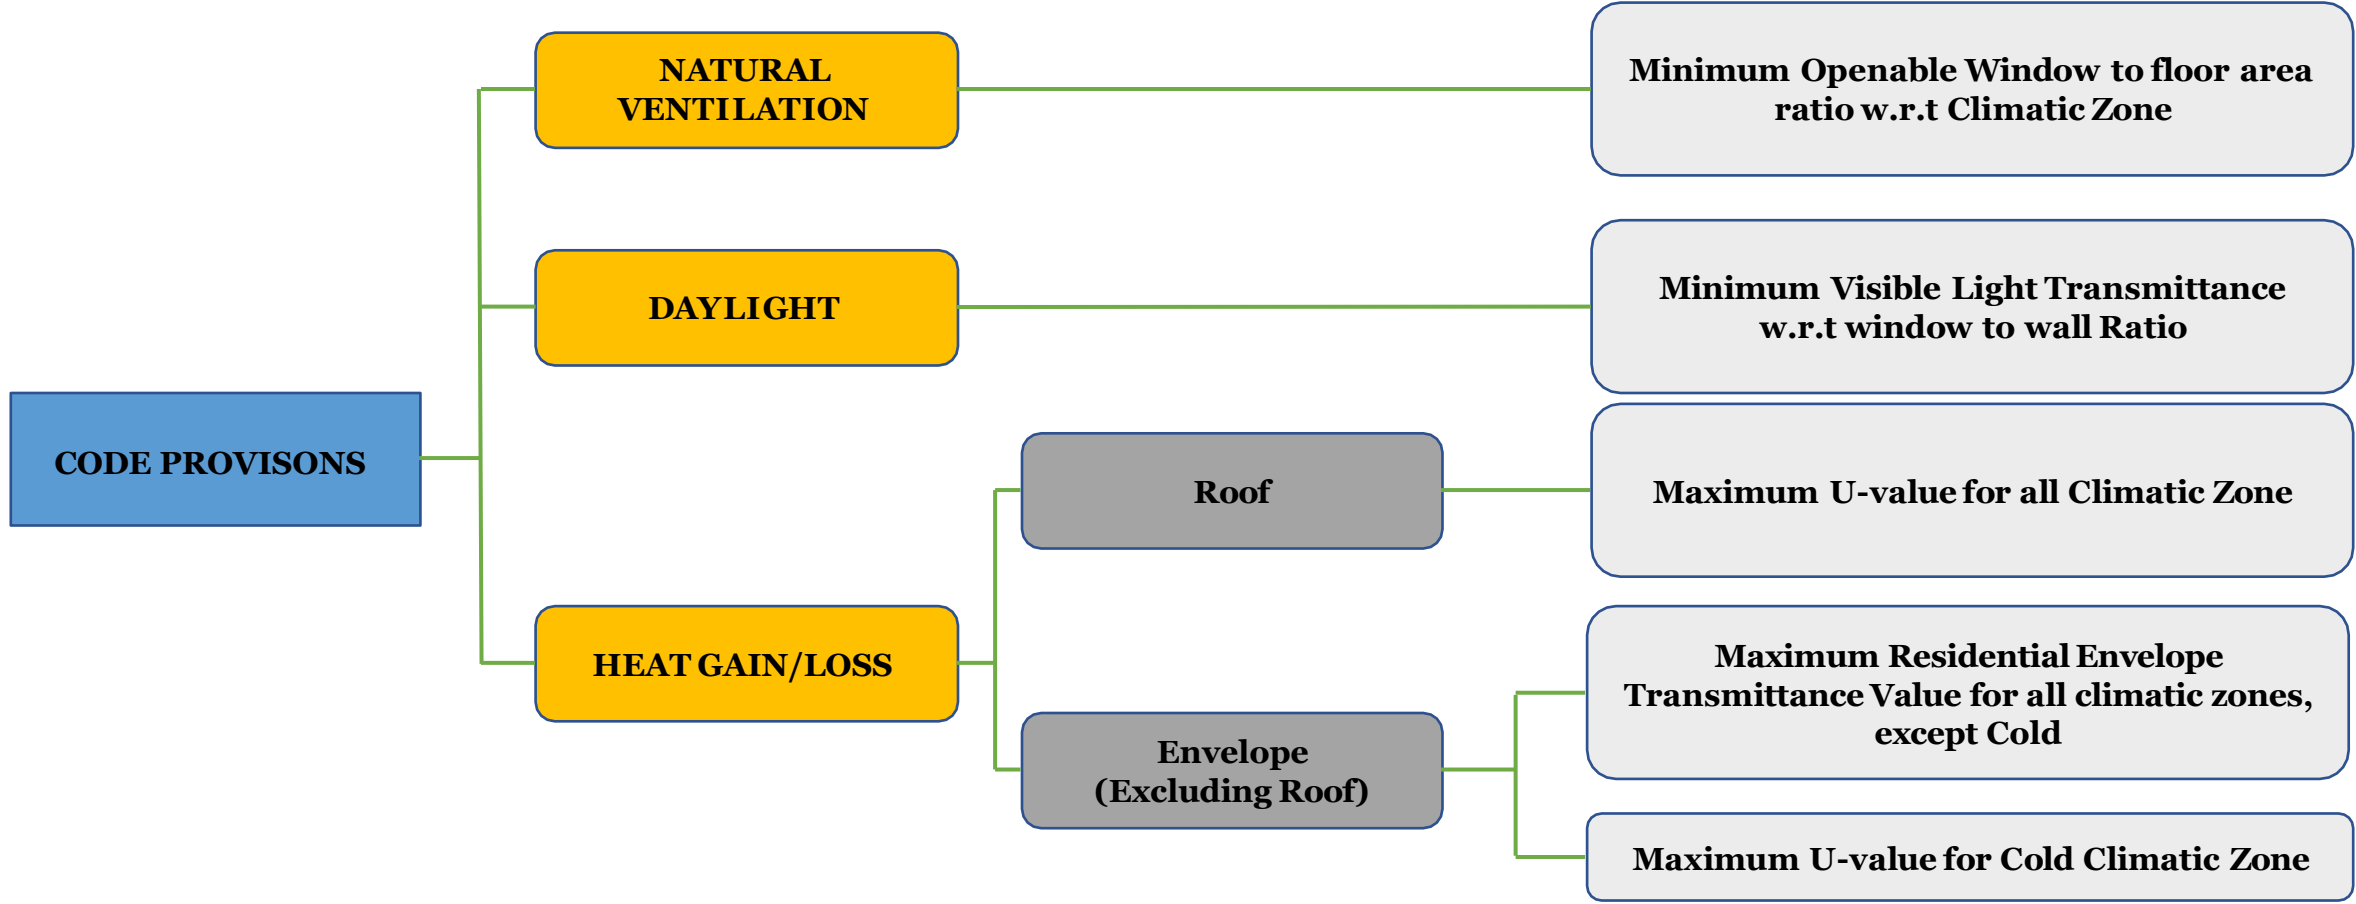 NATURAL
VENTILATION
Minimum Openable Window to floor area
ratio w.r.t Climatic Zone
DAYLIGHT
Minimum Visible Light Transmittance
w.r.t window to wall Ratio
CODE PROVISONS
Roof
Maximum U-value for all Climatic Zone
HEAT GAIN/LOSS
Envelope
(Excluding Roof)
Maximum Residential Envelope
Transmittance Value for all climatic zones,
except Cold
Maximum U-value for Cold Climatic Zone